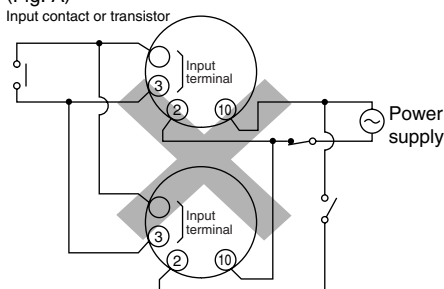 (Fig. A)
Input contact or transistor
Input
terminal
3
2
10
Power
supply
Input
terminal
3
2
10